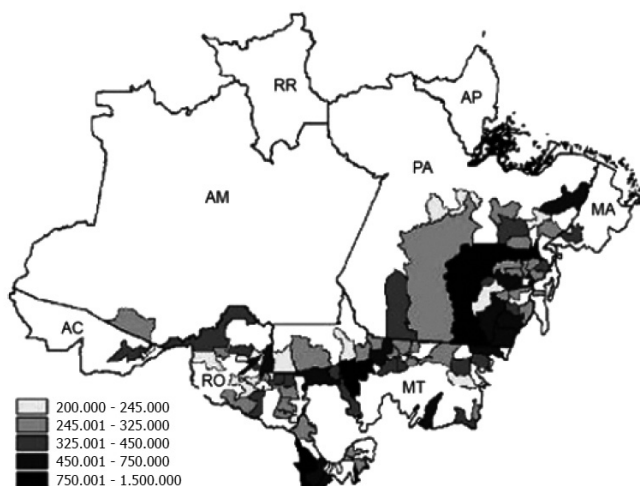 RR
AP
PA
AM
MA
AC
RO
MT
200.000 - 245.000
245.001 - 325.000
325.001 - 450.000
450.001 - 750.000
750.001 - 1.500.000